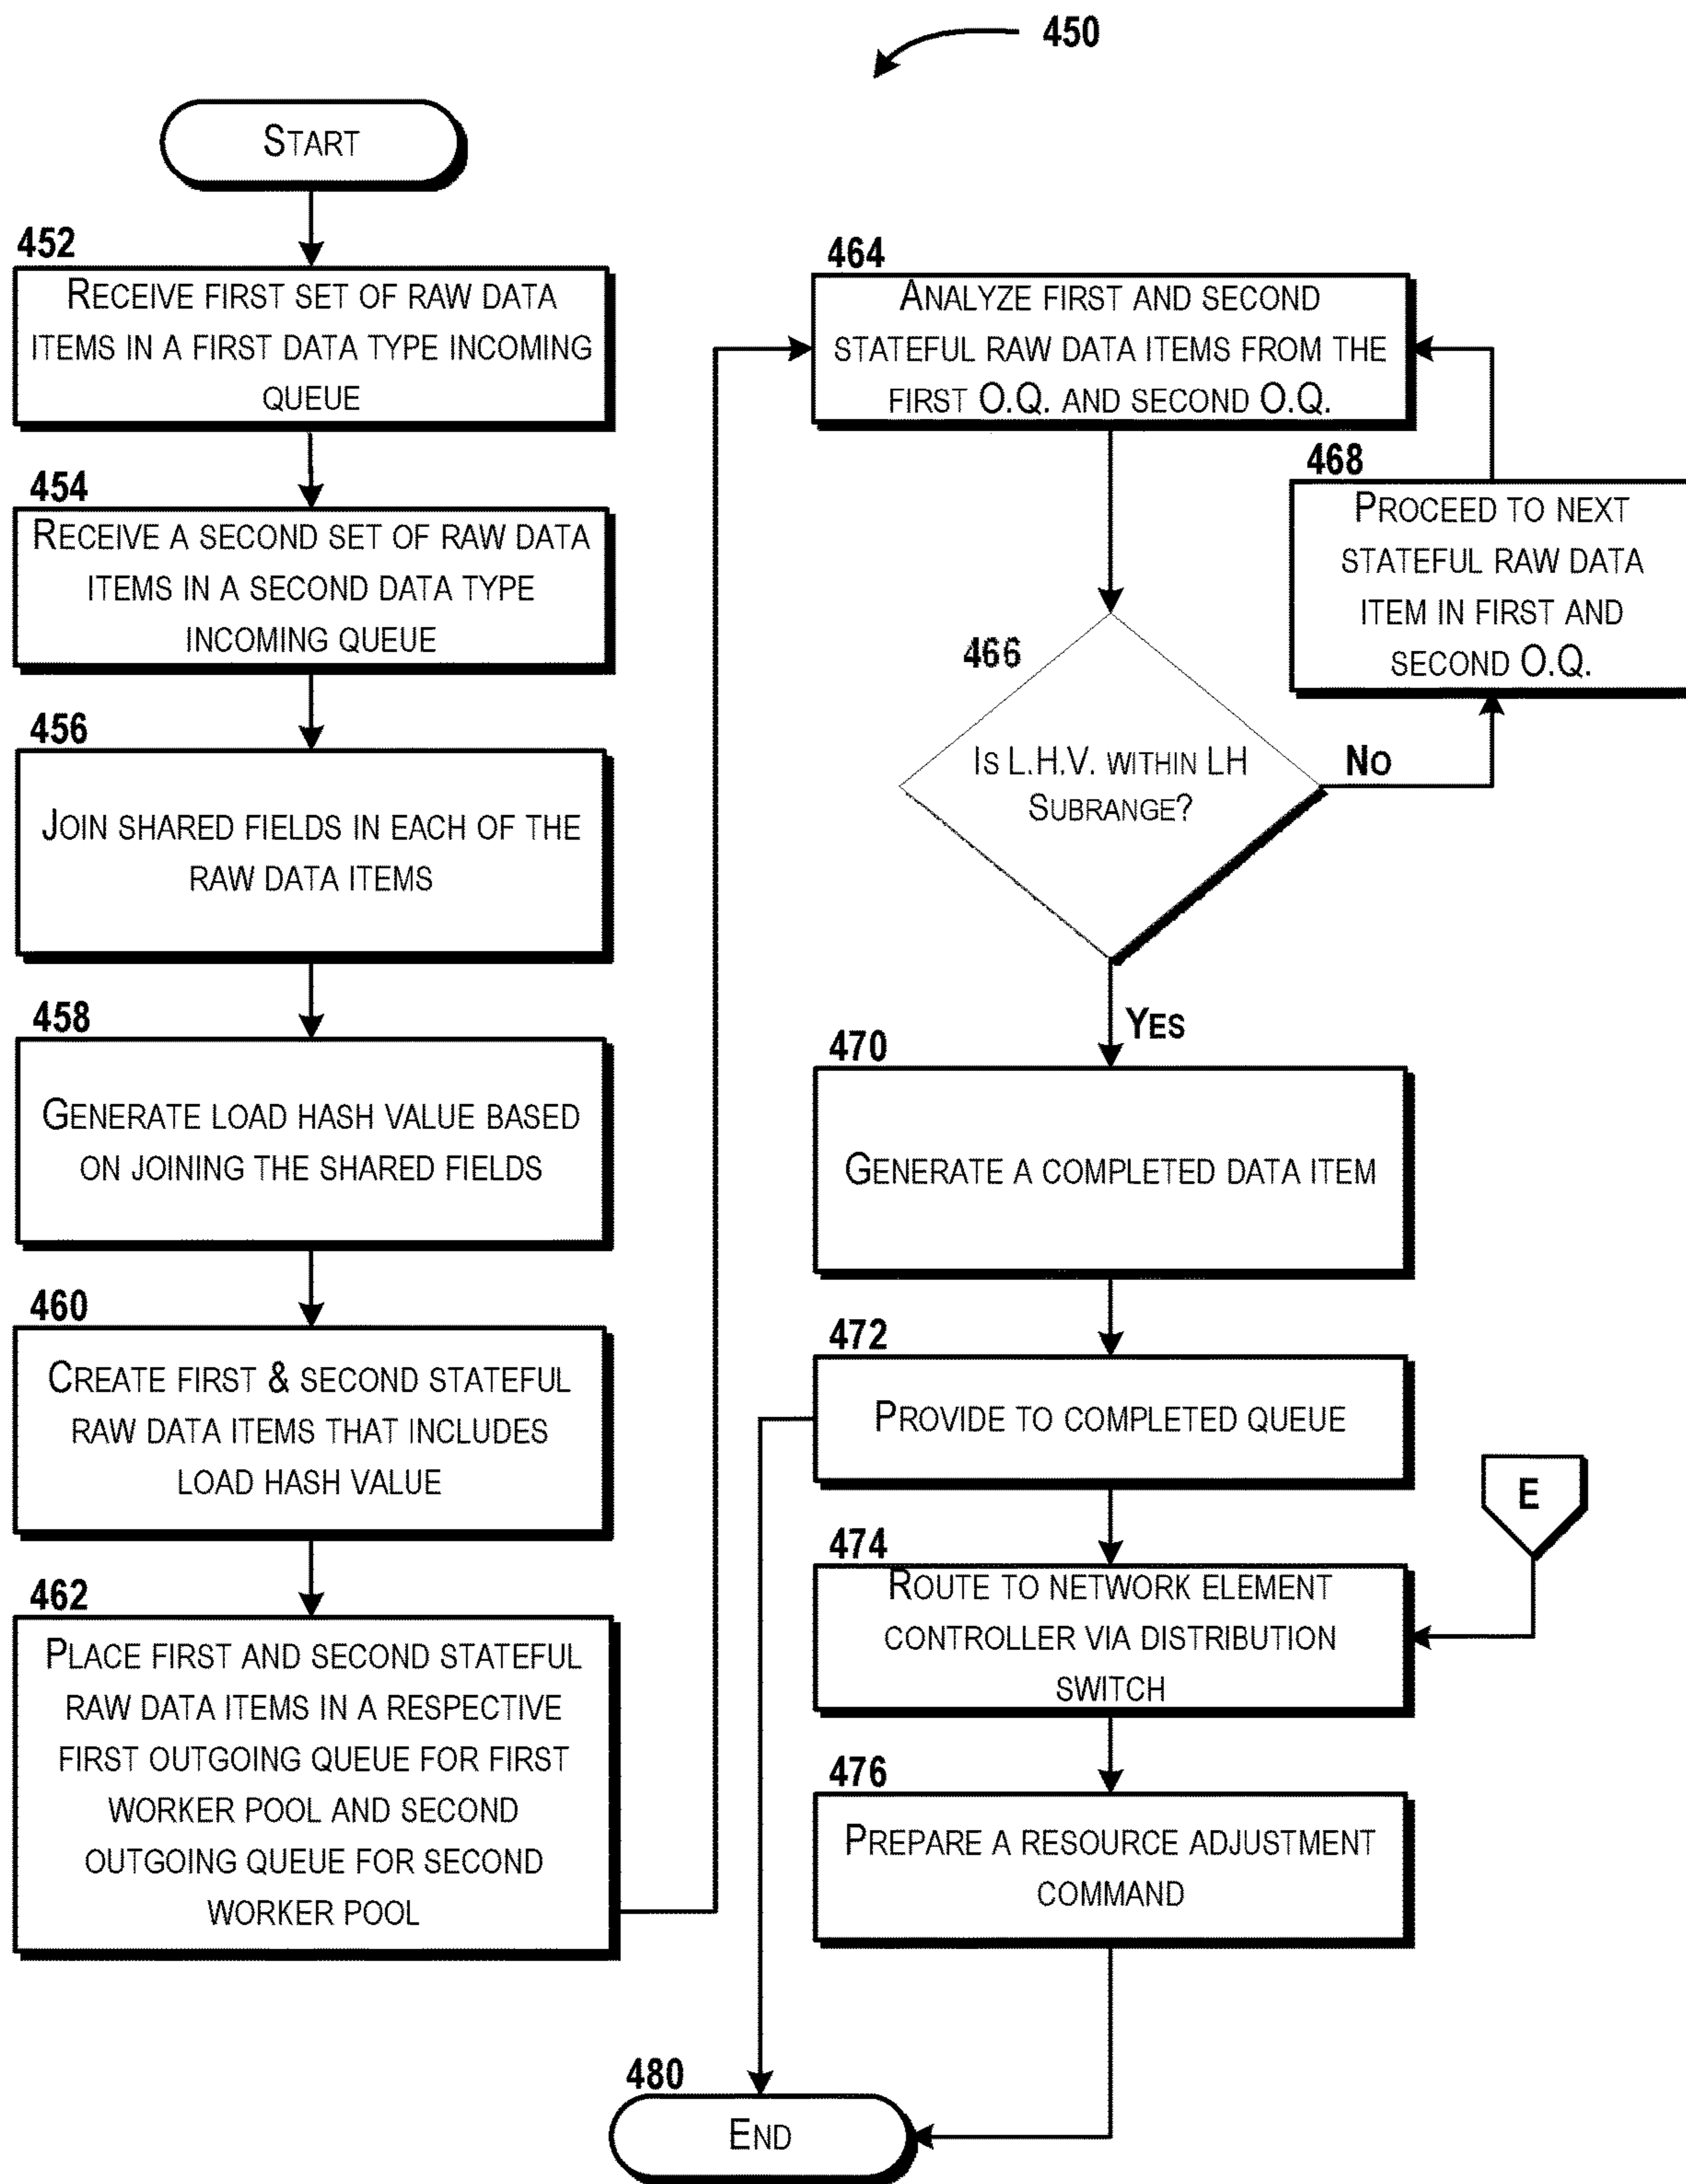 450
START
452
RECEIVE FIRST SET OF RAW DATA
ITEMS IN A FIRST DATA TYPE INCOMING
QUEUE
454
RECEIVE A SECOND SET OF RAW DATA
ITEMS IN A SECOND DATA TYPE
INCOMING QUEUE
456
JOIN SHARED FIELDS IN EACH OF THE
RAW DATA ITEMS
458
GENERATE LOAD HASH VALUE BASED
ON JOINING THE SHARED FIELDS
460
CREATE FIRST & SECOND STATEFUL
RAW DATA ITEMS THAT INCLUDES
LOAD HASH VALUE
462
PLACE FIRST AND SECOND STATEFUL
RAW DATA ITEMS IN A RESPECTIVE
FIRST OUTGOING QUEUE FOR FIRST
WORKER POOL AND SECOND
OUTGOING QUEUE FOR SECOND
WORKER POOL
464
ANALYZE FIRST AND SECOND
STATEFUL RAW DATA ITEMS FROM THE
FIRST O.Q. AND SECOND O.Q.
466
IS L.H.V. WITHIN LH
SUBRANGE?
NO
468
PROCEED TO NEXT
STATEFUL RAW DATA
ITEM IN FIRST AND
SECOND O.Q.
YES
470
GENERATE A COMPLETED DATA ITEM
472
PROVIDE TO COMPLETED QUEUE
E
474
ROUTE TO NETWORK ELEMENT
CONTROLLER VIA DISTRIBUTION
SWITCH
476
PREPARE A RESOURCE ADJUSTMENT
COMMAND
480
END